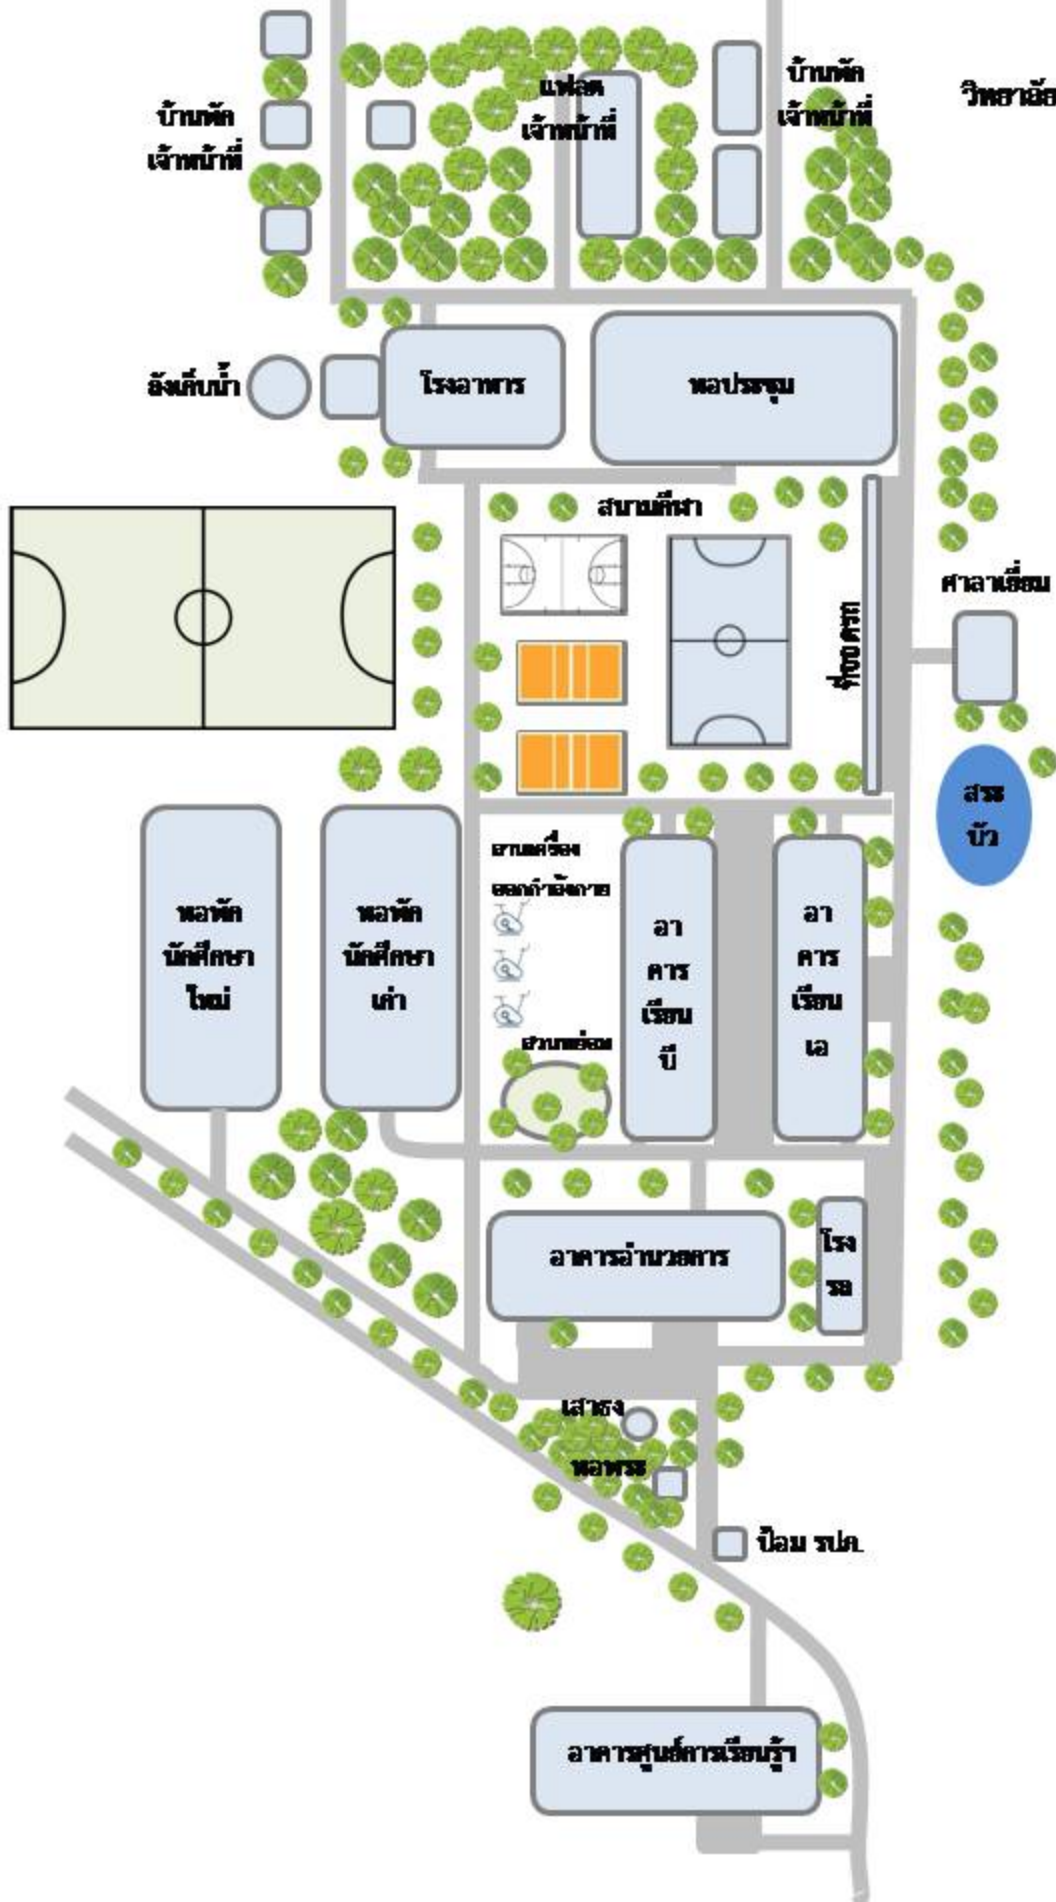 บ้านพัก
เจ้าหน้าที่
แฟลต
เจ้าหน้าที่
บ้านพัก
เจ้าหน้าที่
ถังเก็บน้ำ
โรงอาหาร
หอประชุม
สนามกีฬา
ศาลาเยี่ยม
ที่จอดรถ
สระ
บัว
หอพัก
นักศึกษา
ใหม่
หอพัก
นักศึกษา
เก่า
ลานเครื่อง
ออกกำลังกาย
สวนหย่อม
อา
คาร
เรียน
บี
อา
คาร
เรียน
เอ
อาคารอำนวยการ
โรง
รถ
เสาธง
หอพระ
ป้อม รปภ.
อาคารศูนย์การเรียนรู้ฯ